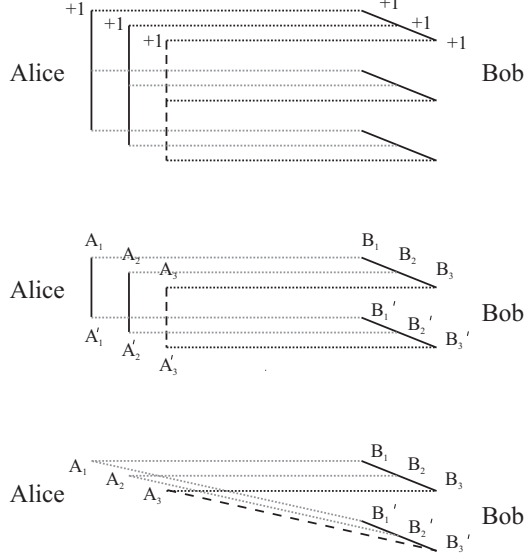 +1 +1
+1 +1
+1 +1
Alice Bob
A1 B1
A2 B2
A3 B3
Alice Bob
A1′ B1′
A2′ B2′
A3′ B3′
A1 B1
A2 B2
A3 B3
Alice B1′ Bob
B2′
B3′